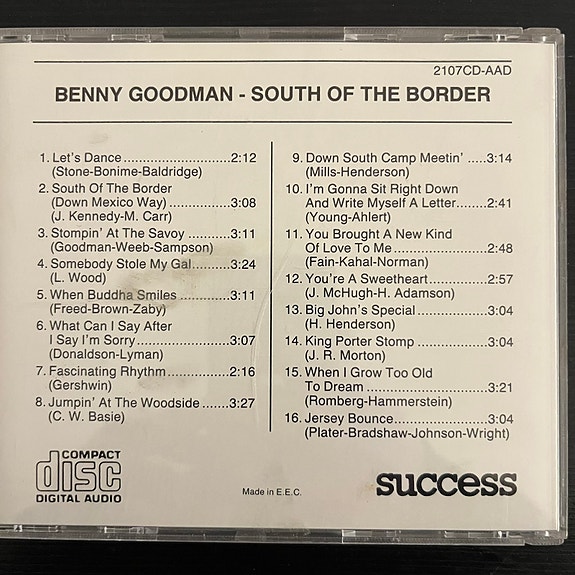 2107CD-AAD
BENNY GOODMAN - SOUTH OF THE BORDER
1. Let's Dance ............................2:12
(Stone-Bonime-Baldridge)
2. South Of The Border
(Down Mexico Way) ................3:08
(J. Kennedy-M. Carr)
3. Stompin' At The Savoy ...........3:11
(Goodman-Weeb-Sampson)
4. Somebody Stole My Gal.........3:24
(L. Wood)
5. When Buddha Smiles .............3:11
(Freed-Brown-Zaby)
6. What Can I Say After
I Say I'm Sorry........................3:07
(Donaldson-Lyman)
7. Fascinating Rhythm ................2:16
(Gershwin)
8. Jumpin' At The Woodside .......3:27
(C. W. Basie)
9. Down South Camp Meetin' .....3:14
(Mills-Henderson)
10. I'm Gonna Sit Right Down
And Write Myself A Letter.......2:41
(Young-Ahlert)
11. You Brought A New Kind
Of Love To Me ........................2:48
(Fain-Kahal-Norman)
12. You're A Sweetheart...............2:57
(J. McHugh-H. Adamson)
13. Big John's Special .................3:04
(H. Henderson)
14. King Porter Stomp .................3:04
(J. R. Morton)
15. When I Grow Too Old
To Dream ...............................3:21
(Romberg-Hammerstein)
16. Jersey Bounce........................3:04
(Plater-Bradshaw-Johnson-Wright)
COMPACT
disc
DIGITAL AUDIO
Made in E.E.C.
success